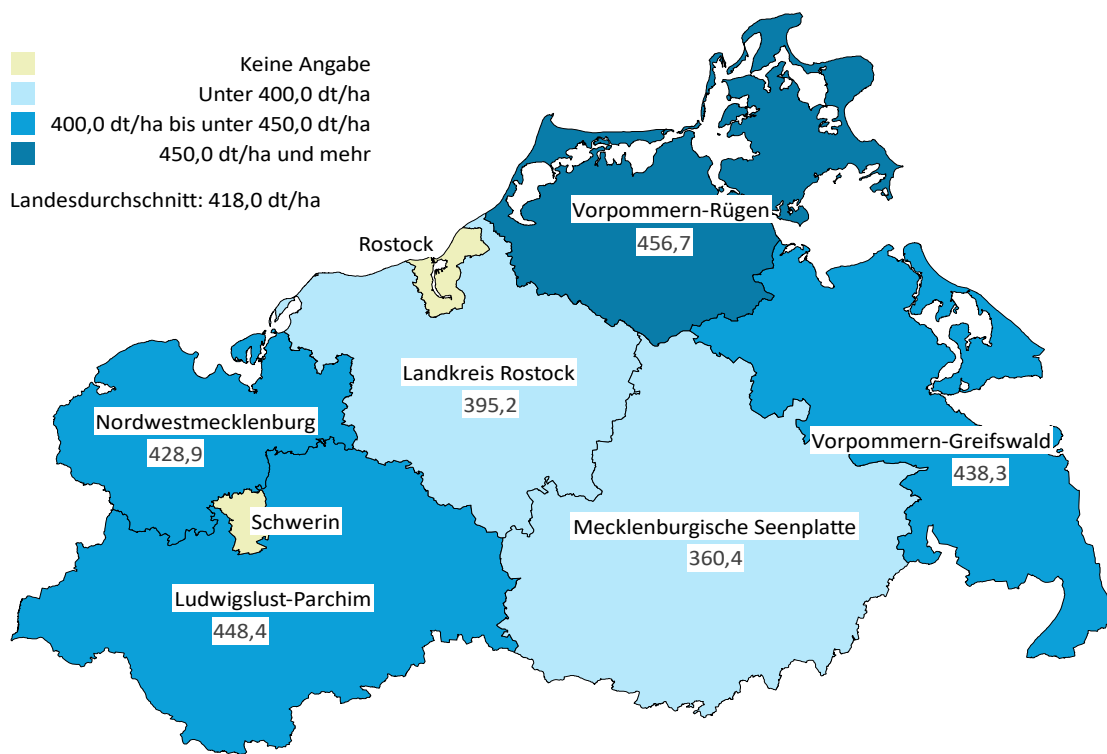 Keine Angabe
Unter 400,0 dt/ha
400,0 dt/ha bis unter 450,0 dt/ha
450,0 dt/ha und mehr
Landesdurchschnitt: 418,0 dt/ha
Vorpommern-Rügen
456,7
Rostock
Landkreis Rostock
395,2
Nordwestmecklenburg
428,9
Vorpommern-Greifswald
438,3
Schwerin
Mecklenburgische Seenplatte
360,4
Ludwigslust-Parchim
448,4